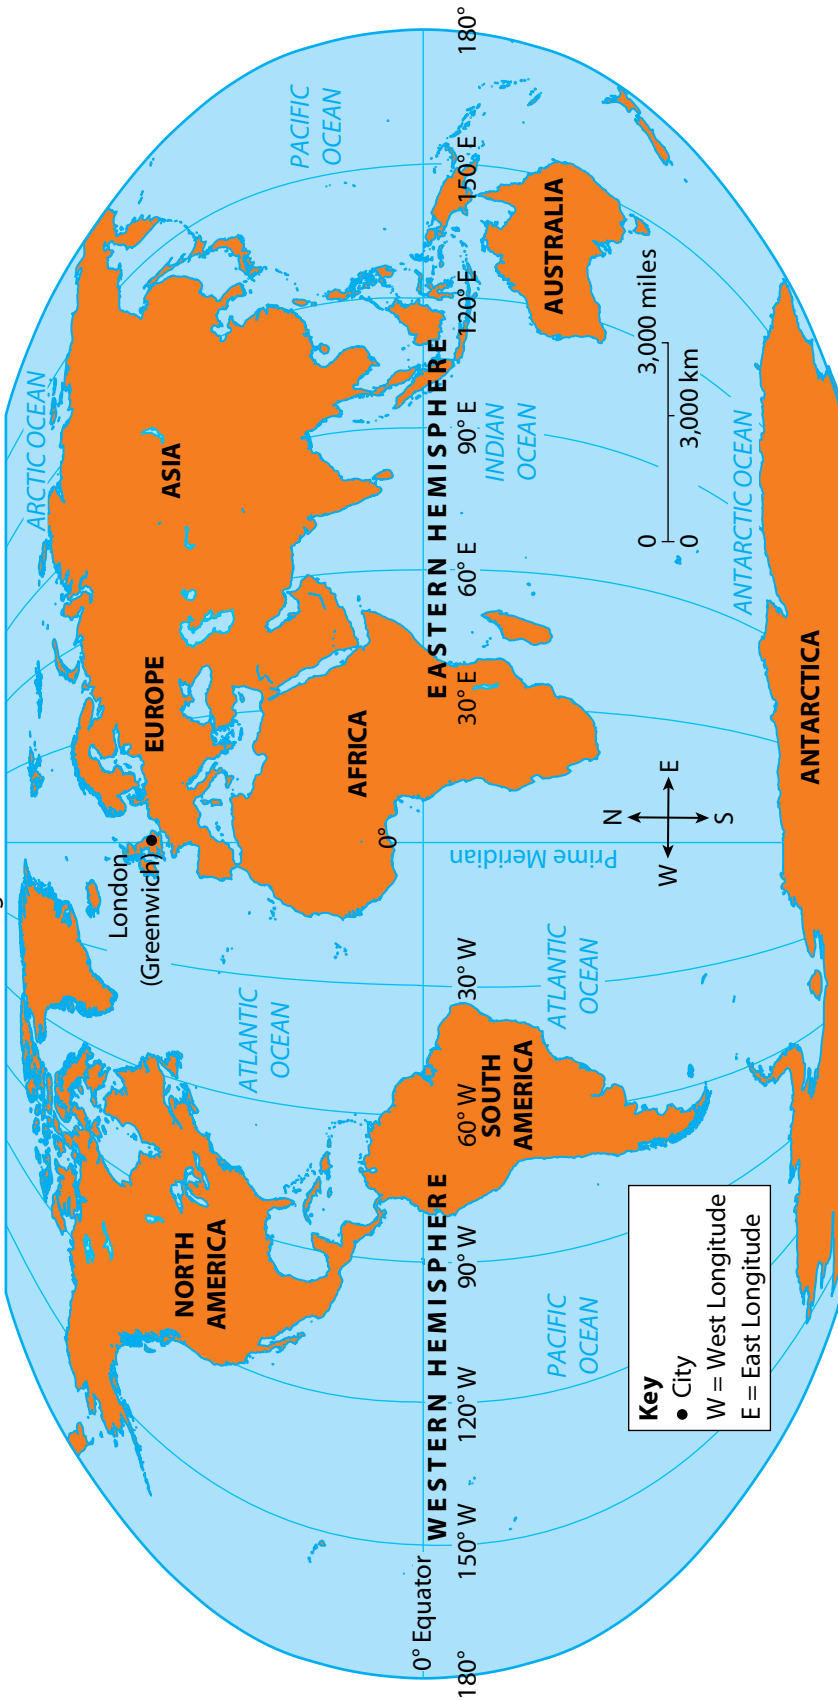 ARCTIC OCEAN
PACIFIC
OCEAN
London
(Greenwich)
EUROPE
ASIA
NORTH
AMERICA
ATLANTIC
OCEAN
AFRICA
0°
0° Equator
WESTERN HEMISPHERE
EASTERN HEMISPHERE
180°
150° W
120° W
90° W
60° W
30° W
30° E
60° E
90° E
120° E
150° E
180°
SOUTH
AMERICA
Prime Meridian
INDIAN
OCEAN
AUSTRALIA
PACIFIC
OCEAN
ATLANTIC
OCEAN
N
W
E
S
0
3,000 miles
0
3,000 km
Key
• City
W = West Longitude
E = East Longitude
ANTARCTIC OCEAN
ANTARCTICA